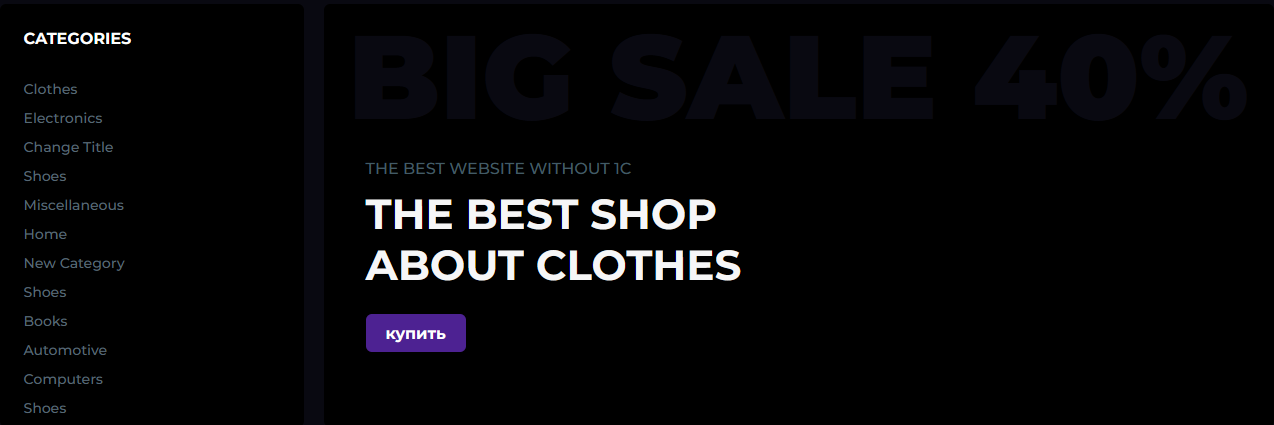 CATEGORIES
Clothes
Electronics
Change Title
Shoes
Miscellaneous
Home
New Category
Shoes
Books
Automotive
Computers
Shoes
BIG SALE 40%
THE BEST WEBSITE WITHOUT 1C
THE BEST SHOP
ABOUT CLOTHES
купить